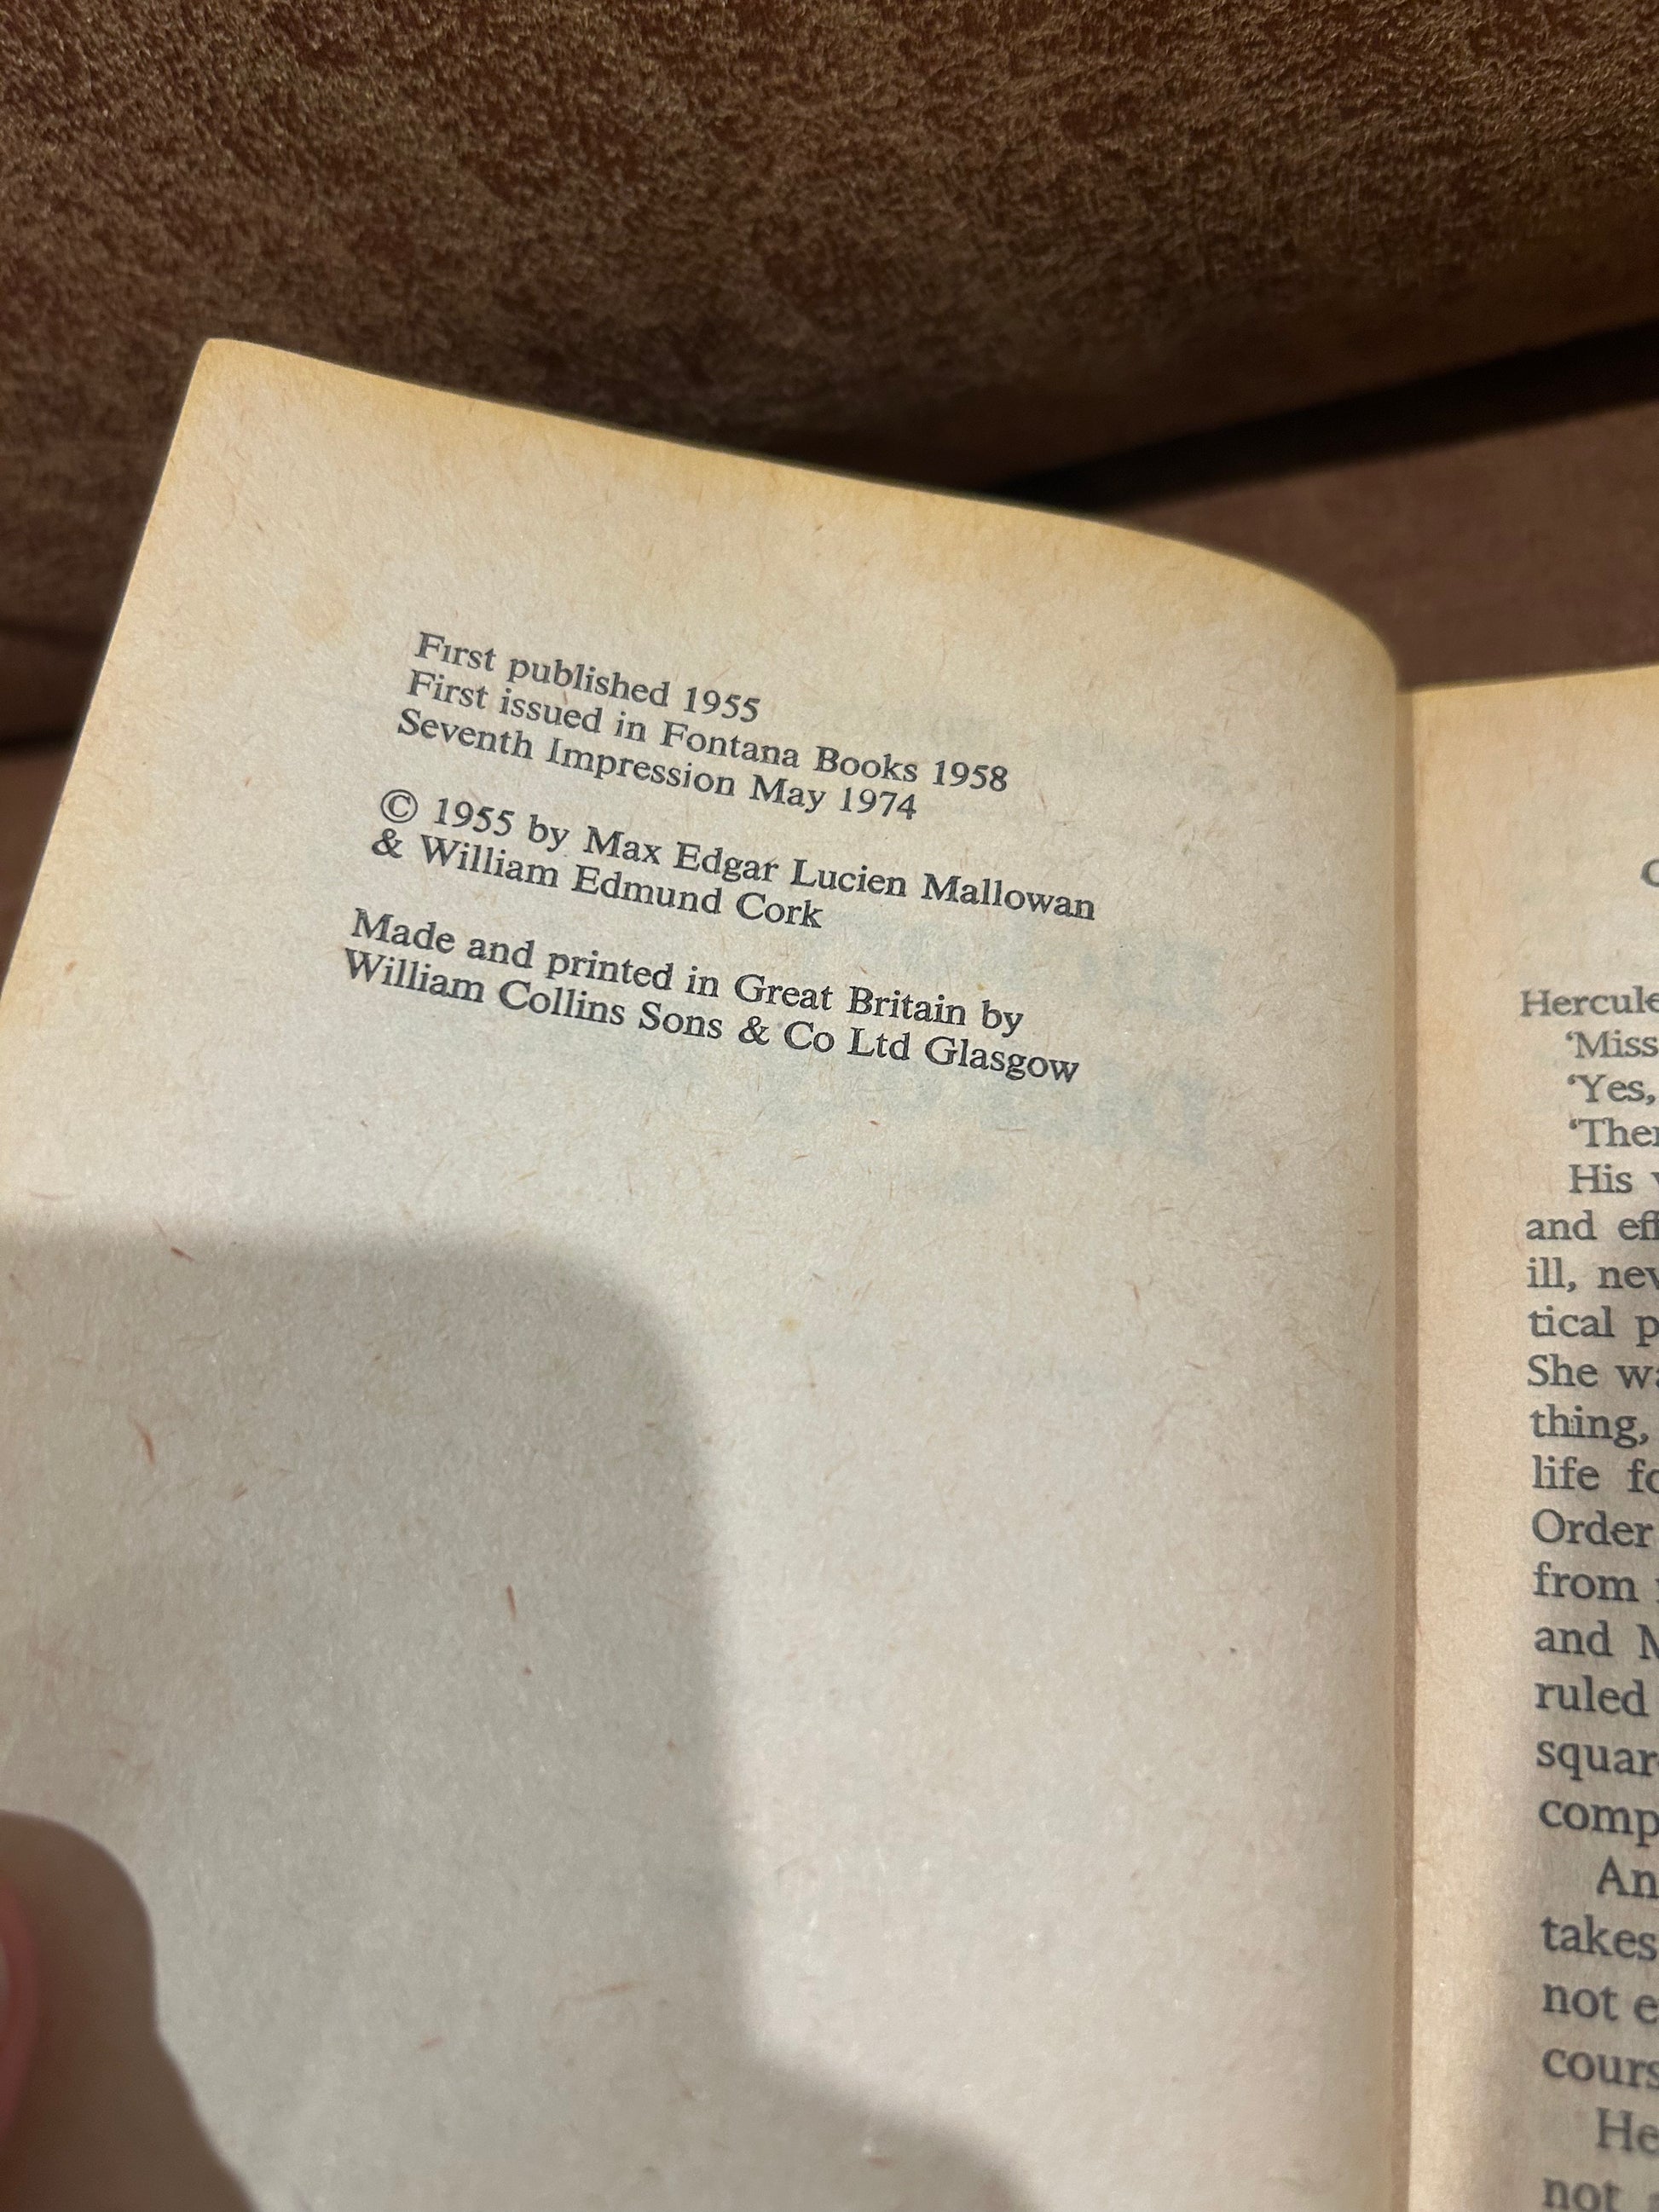 First published 1955
First issued in Fontana Books 1958
Seventh Impression May 1974
© 1955 by Max Edgar Lucien Mallowan
& William Edmund Cork
Made and printed in Great Britain by
William Collins Sons & Co Ltd Glasgow
Hercule
‘Miss
‘Yes,
His
and
ill,
tical
She
thing,
life
Order
from
and
ruled
takes
not
He
not